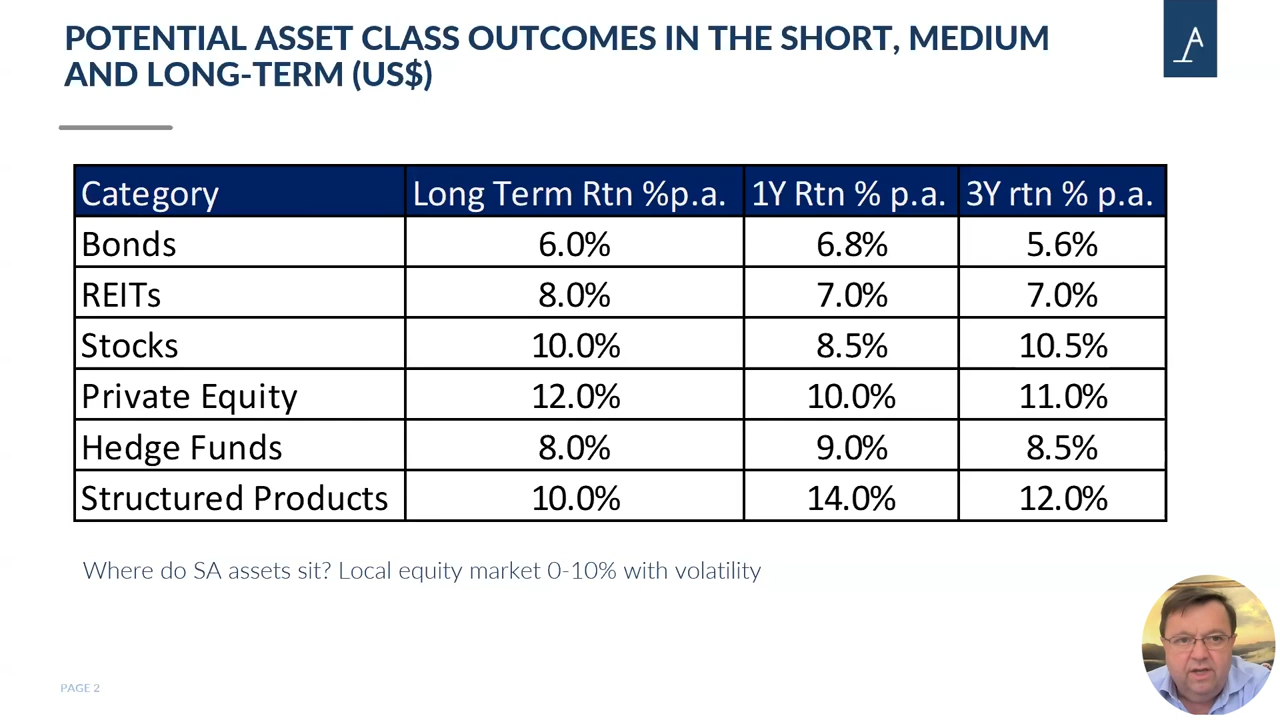 POTENTIAL ASSET CLASS OUTCOMES IN THE SHORT, MEDIUM
AND LONG-TERM (US$)
Category Long Term Rtn %p.a. 1Y Rtn % p.a. 3Y rtn % p.a.
Bonds 6.0% 6.8% 5.6%
REITs 8.0% 7.0% 7.0%
Stocks 10.0% 8.5% 10.5%
Private Equity 12.0% 10.0% 11.0%
Hedge Funds 8.0% 9.0% 8.5%
Structured Products 10.0% 14.0% 12.0%
Where do SA assets sit? Local equity market 0-10% with volatility
PAGE 2